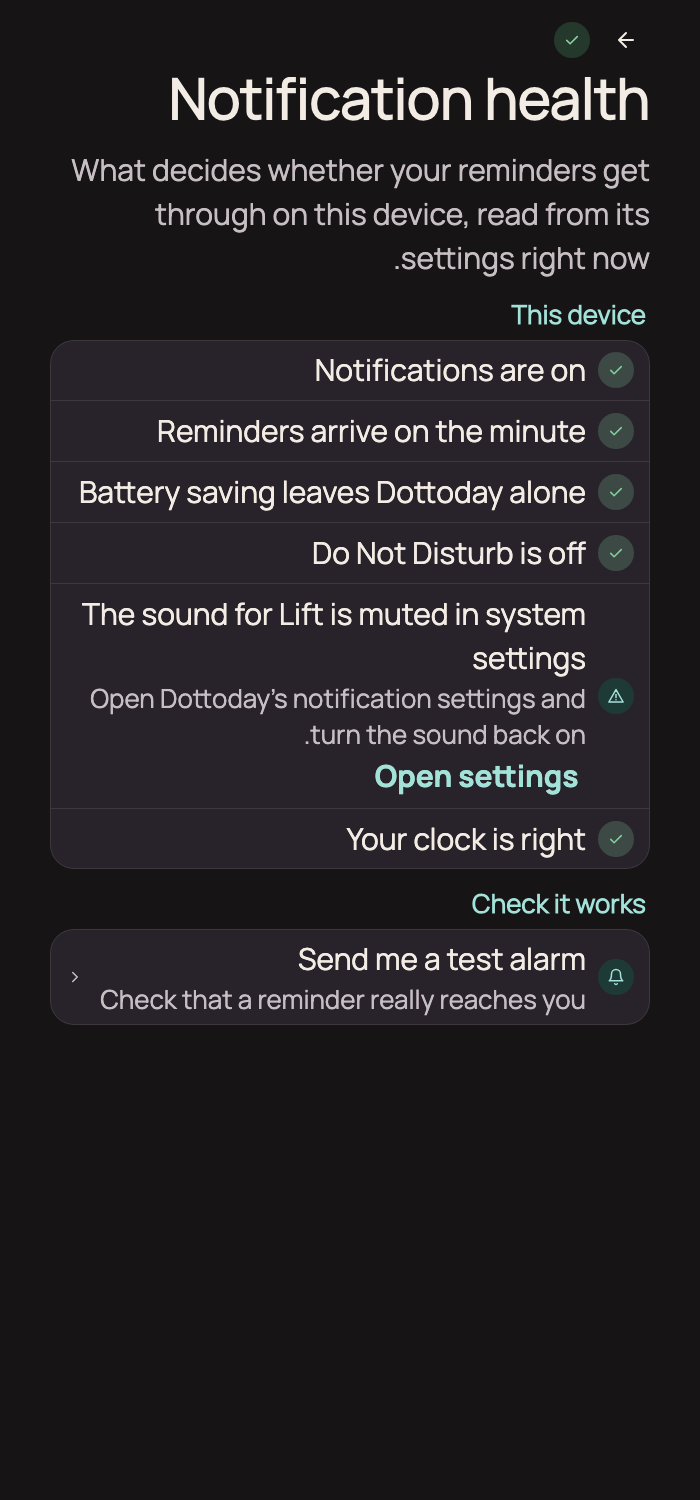 Notification health
What decides whether your reminders get
through on this device, read from its
.settings right now
This device
Notifications are on
Reminders arrive on the minute
Battery saving leaves Dottoday alone
Do Not Disturb is off
The sound for Lift is muted in system
settings
Open Dottoday's notification settings and
.turn the sound back on
Open settings
Your clock is right
Check it works
Send me a test alarm
Check that a reminder really reaches you